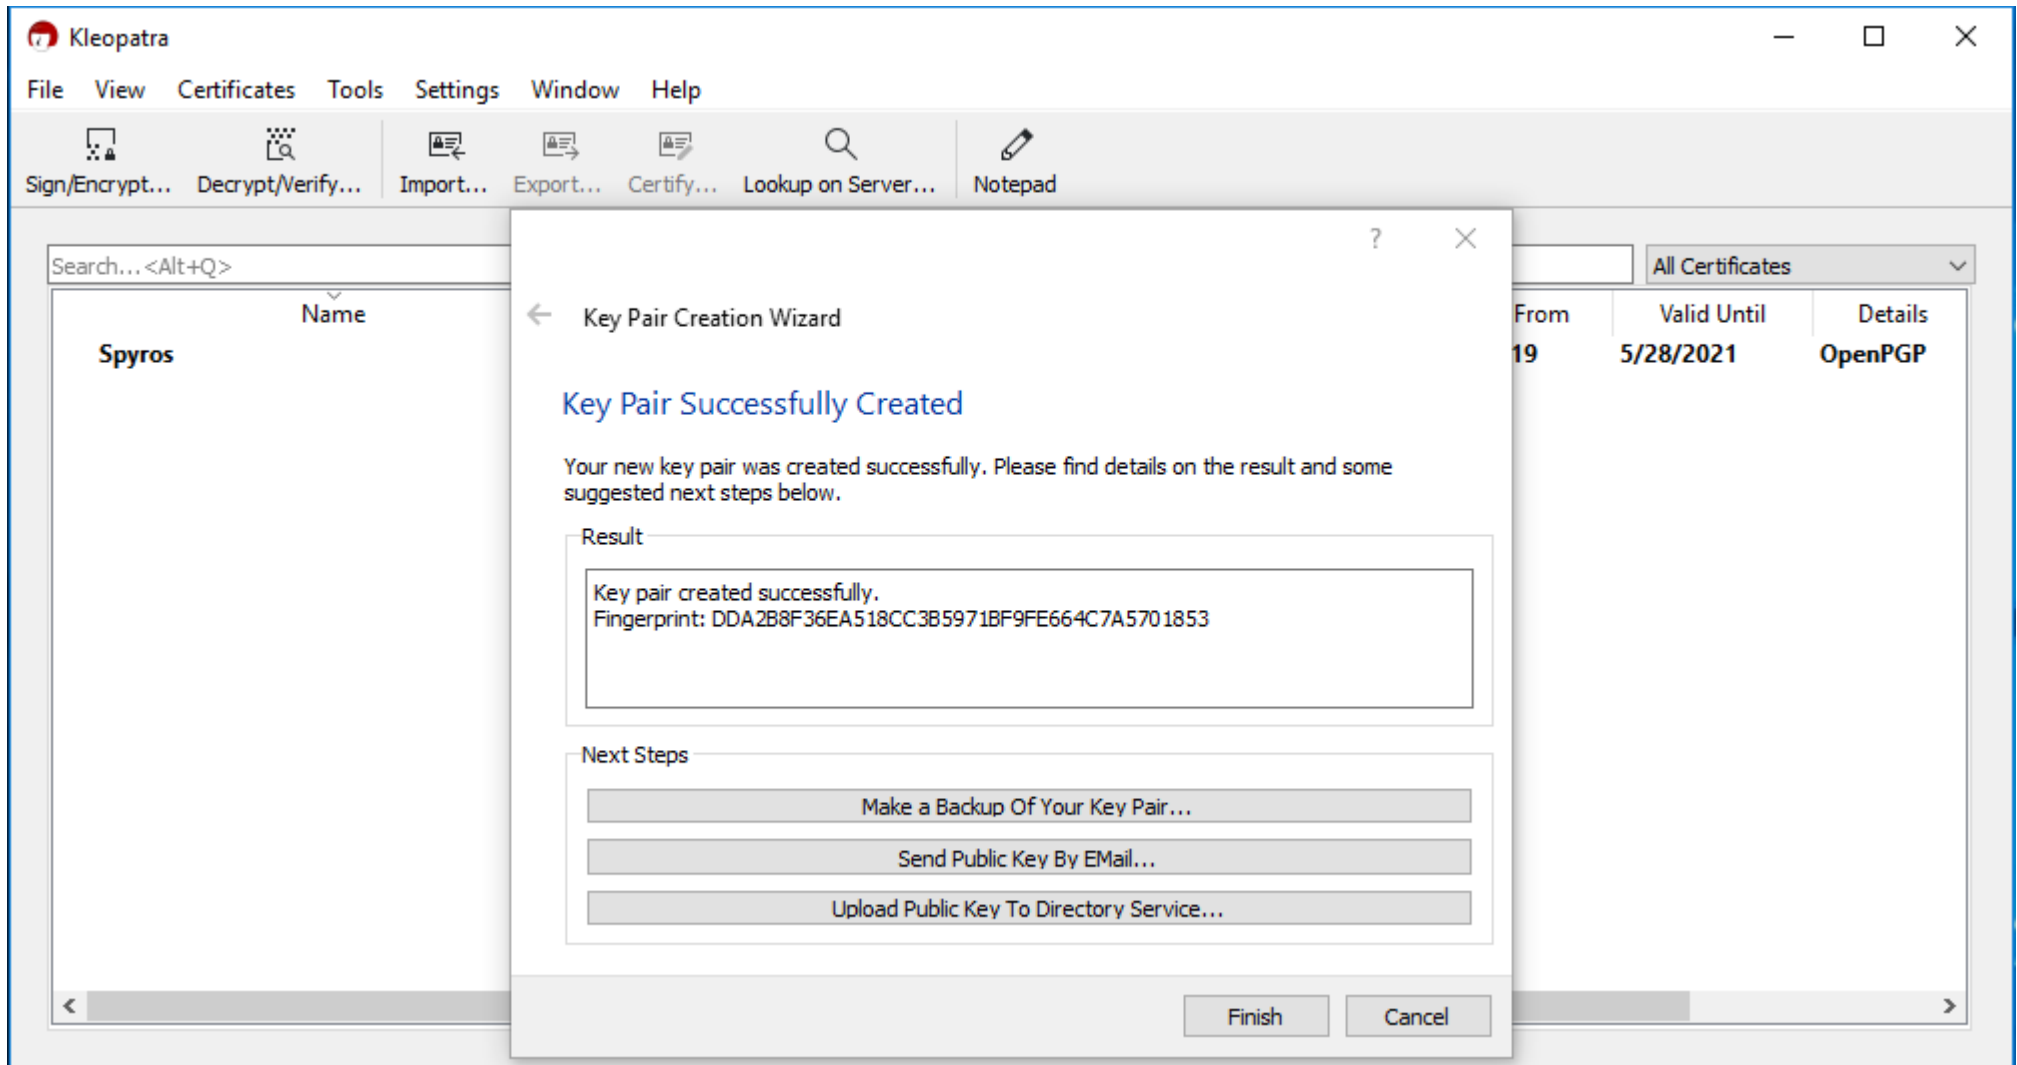 Kleopatra
File View Certificates Tools Settings Window Help
Sign/Encrypt... Decrypt/Verify... Import... Export... Certify... Lookup on Server... Notepad
Search...<Alt+Q>
All Certificates
Name From Valid Until Details
Spyros 19 5/28/2021 OpenPGP
?
Key Pair Creation Wizard
Key Pair Successfully Created
Your new key pair was created successfully. Please find details on the result and some
suggested next steps below.
Result
Key pair created successfully.
Fingerprint: DDA2B8F36EA518CC3B5971BF9FE664C7A5701853
Next Steps
Make a Backup Of Your Key Pair...
Send Public Key By EMail...
Upload Public Key To Directory Service...
Finish Cancel